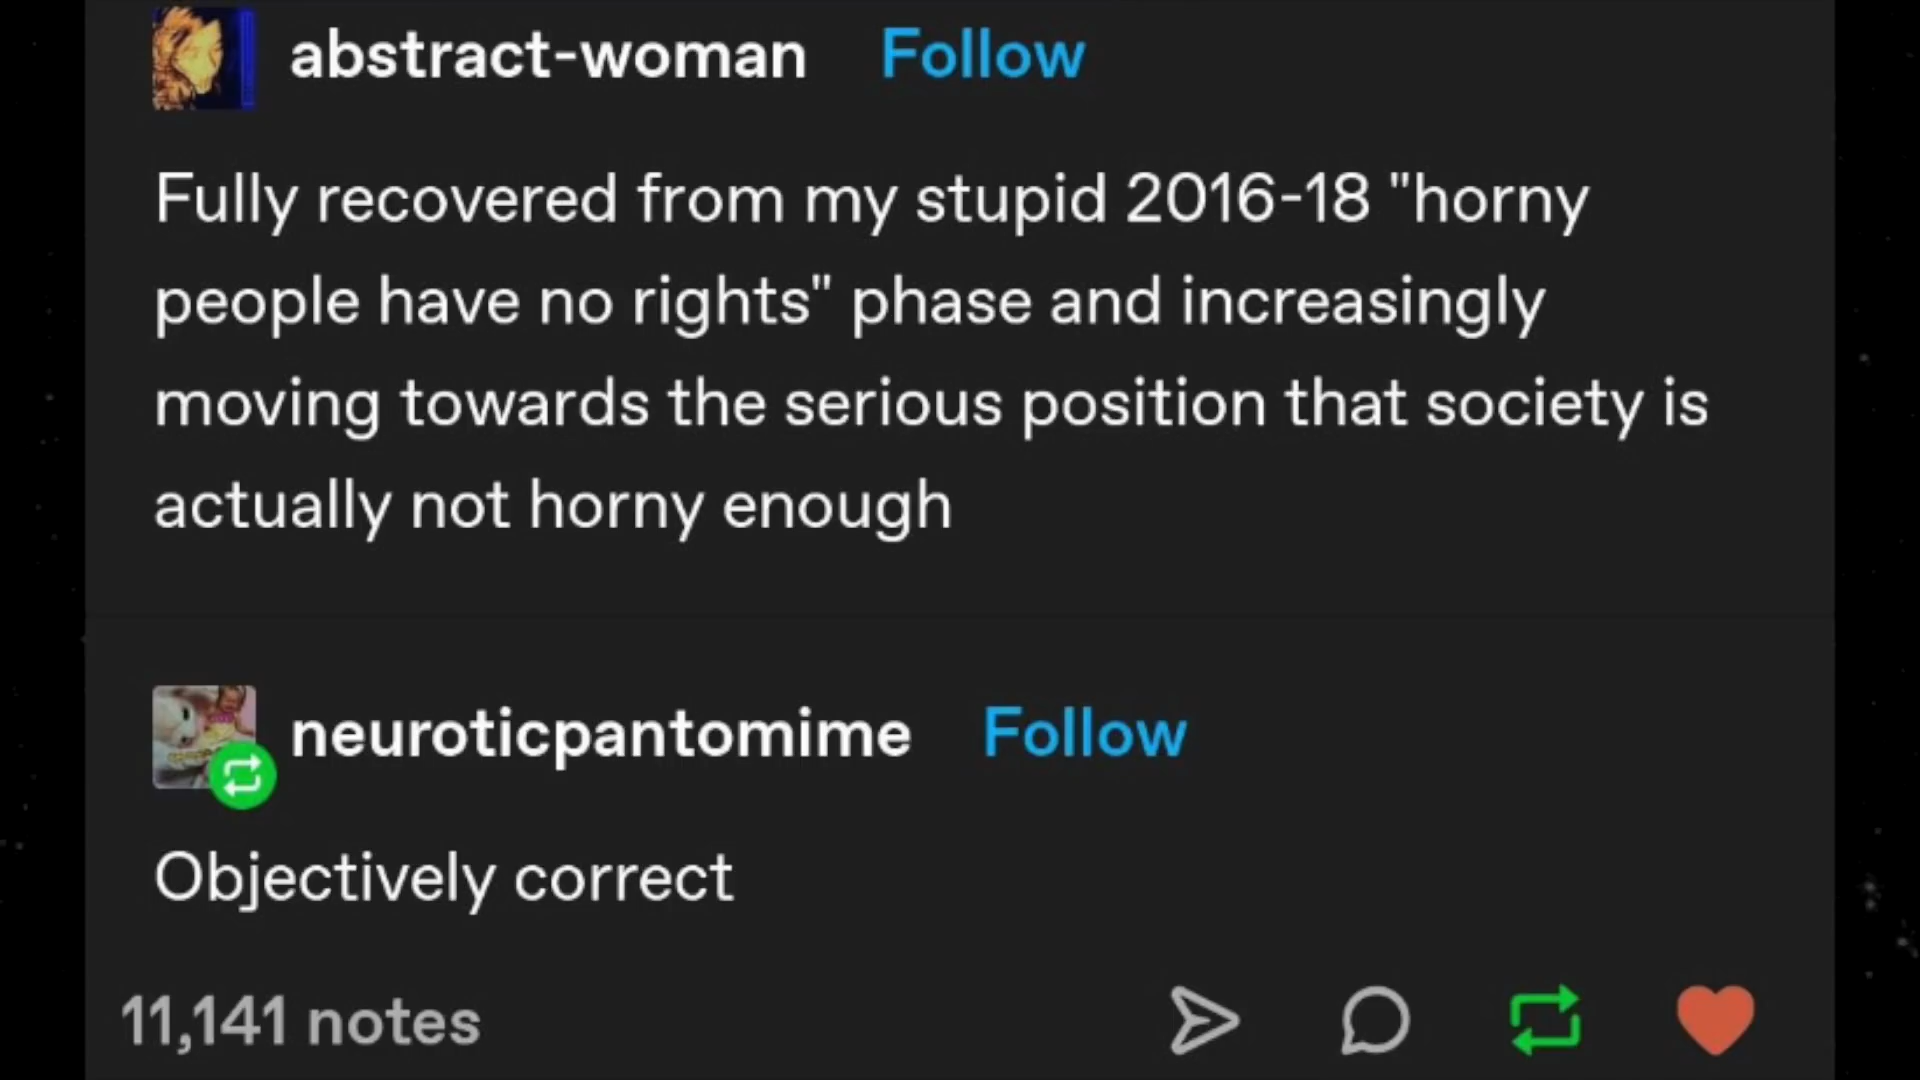 abstract-woman Follow
Fully recovered from my stupid 2016-18 "horny
people have no rights" phase and increasingly
moving towards the serious position that society is
actually not horny enough
neuroticpantomime Follow
Objectively correct
11,141 notes